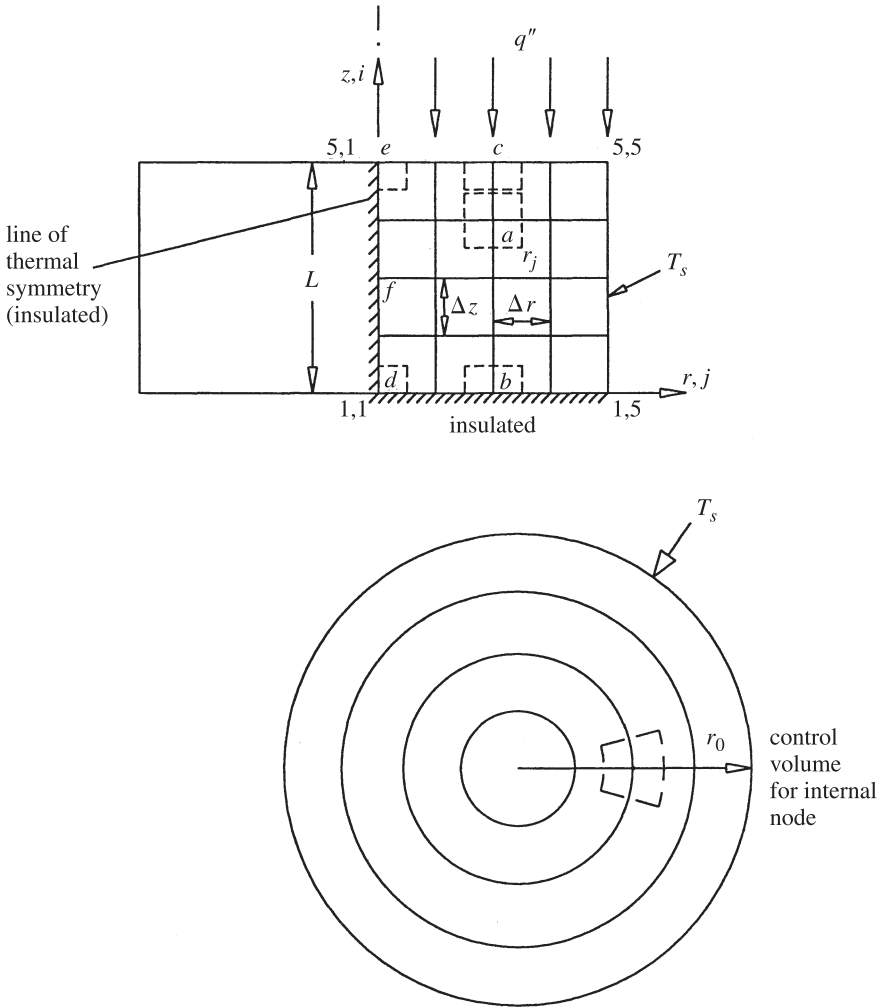 q″
z,i
5,1
e
c
5,5
line of
thermal
symmetry
(insulated)
L
a
r_j
T_s
f
Δz
Δr
d
b
r, j
1,1
1,5
insulated
T_s
r_0
control
volume
for internal
node